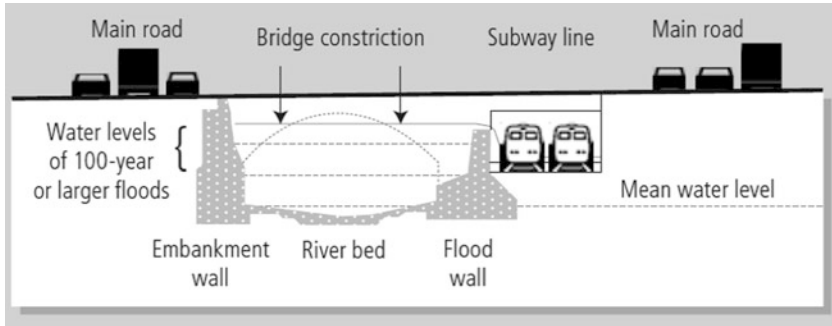 Main road
Bridge constriction
Subway line
Main road
Water levels
of 100-year
or larger floods
Mean water level
Embankment
wall
River bed
Flood
wall